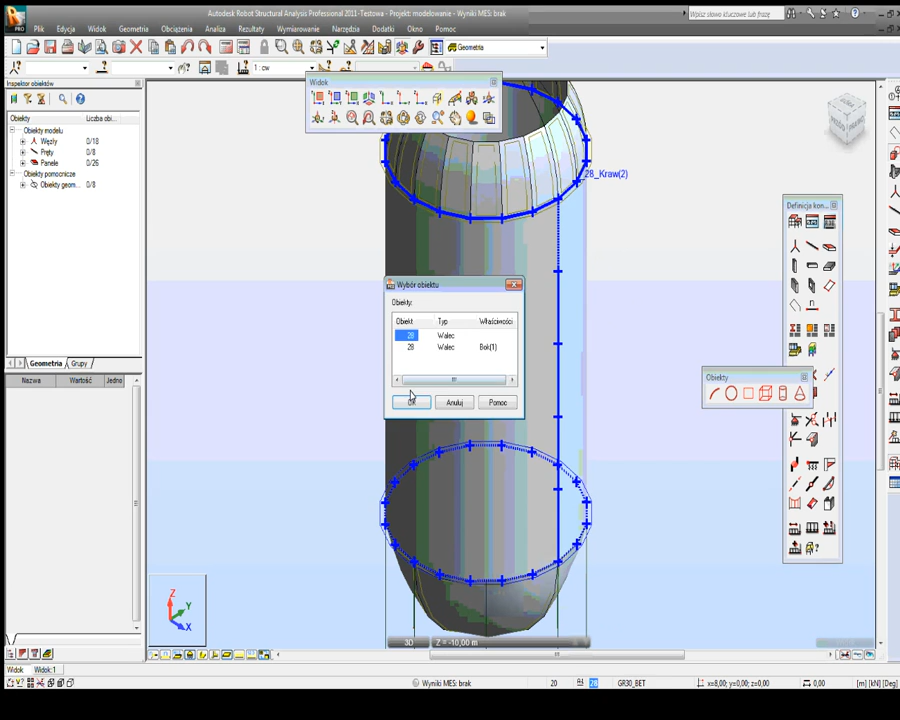 Autodesk Robot Structural Analysis Professional 2011-Testowa - Projekt: modelowanie - Wyniki MES: brak
Wpisz słowo kluczowe lub frazę
PRO
Plik Edycja Widok Geometria Obciążenia Analiza Rezultaty Wymiarowanie Narzędzia Dodatki Okno Pomoc
Geometria
1 : cw
Inspektor obiektów
Widok
Obiekty Liczba obi...
Obiekty modelu
Węzły 0/18
Pręty 0/8
Panele 0/26
Obiekty pomocnicze
Obiekty geom... 0/8
28_Kraw(2)
Definicja kon...
Wybór obiektu
Obiekty:
Obiekt Typ Właściwości
28 Walec
28 Walec Bok(1)
OK Anuluj Pomoc
Geometria Grupy
Nazwa Wartość Jedno
Obiekty
Z
Y
X
3D Z = -10,00 m
Widok Widok:1
Wyniki MES: brak 20 28 GR30_BET x=8,00; y=0,00; z=0,00 0,00 [m] [kN] [Deg]